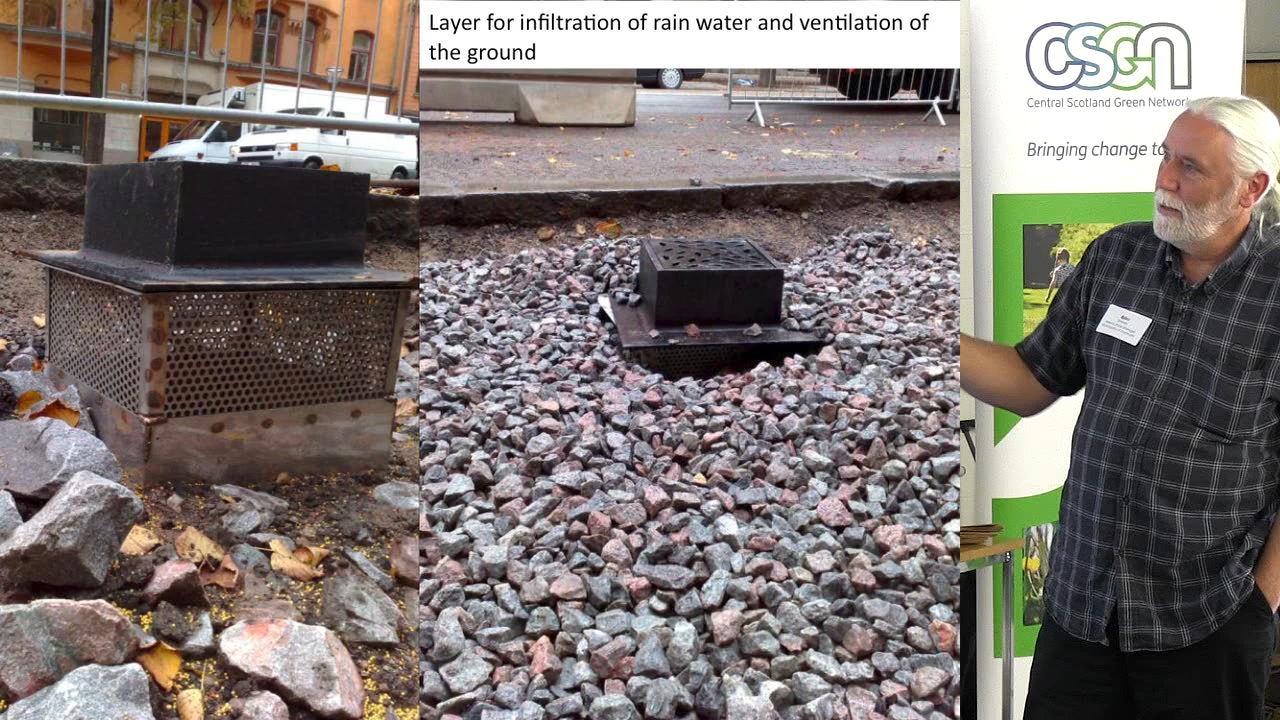 Layer for infiltration of rain water and ventilation of
the ground
CSGN
Central Scotland Green Network
Bringing change to